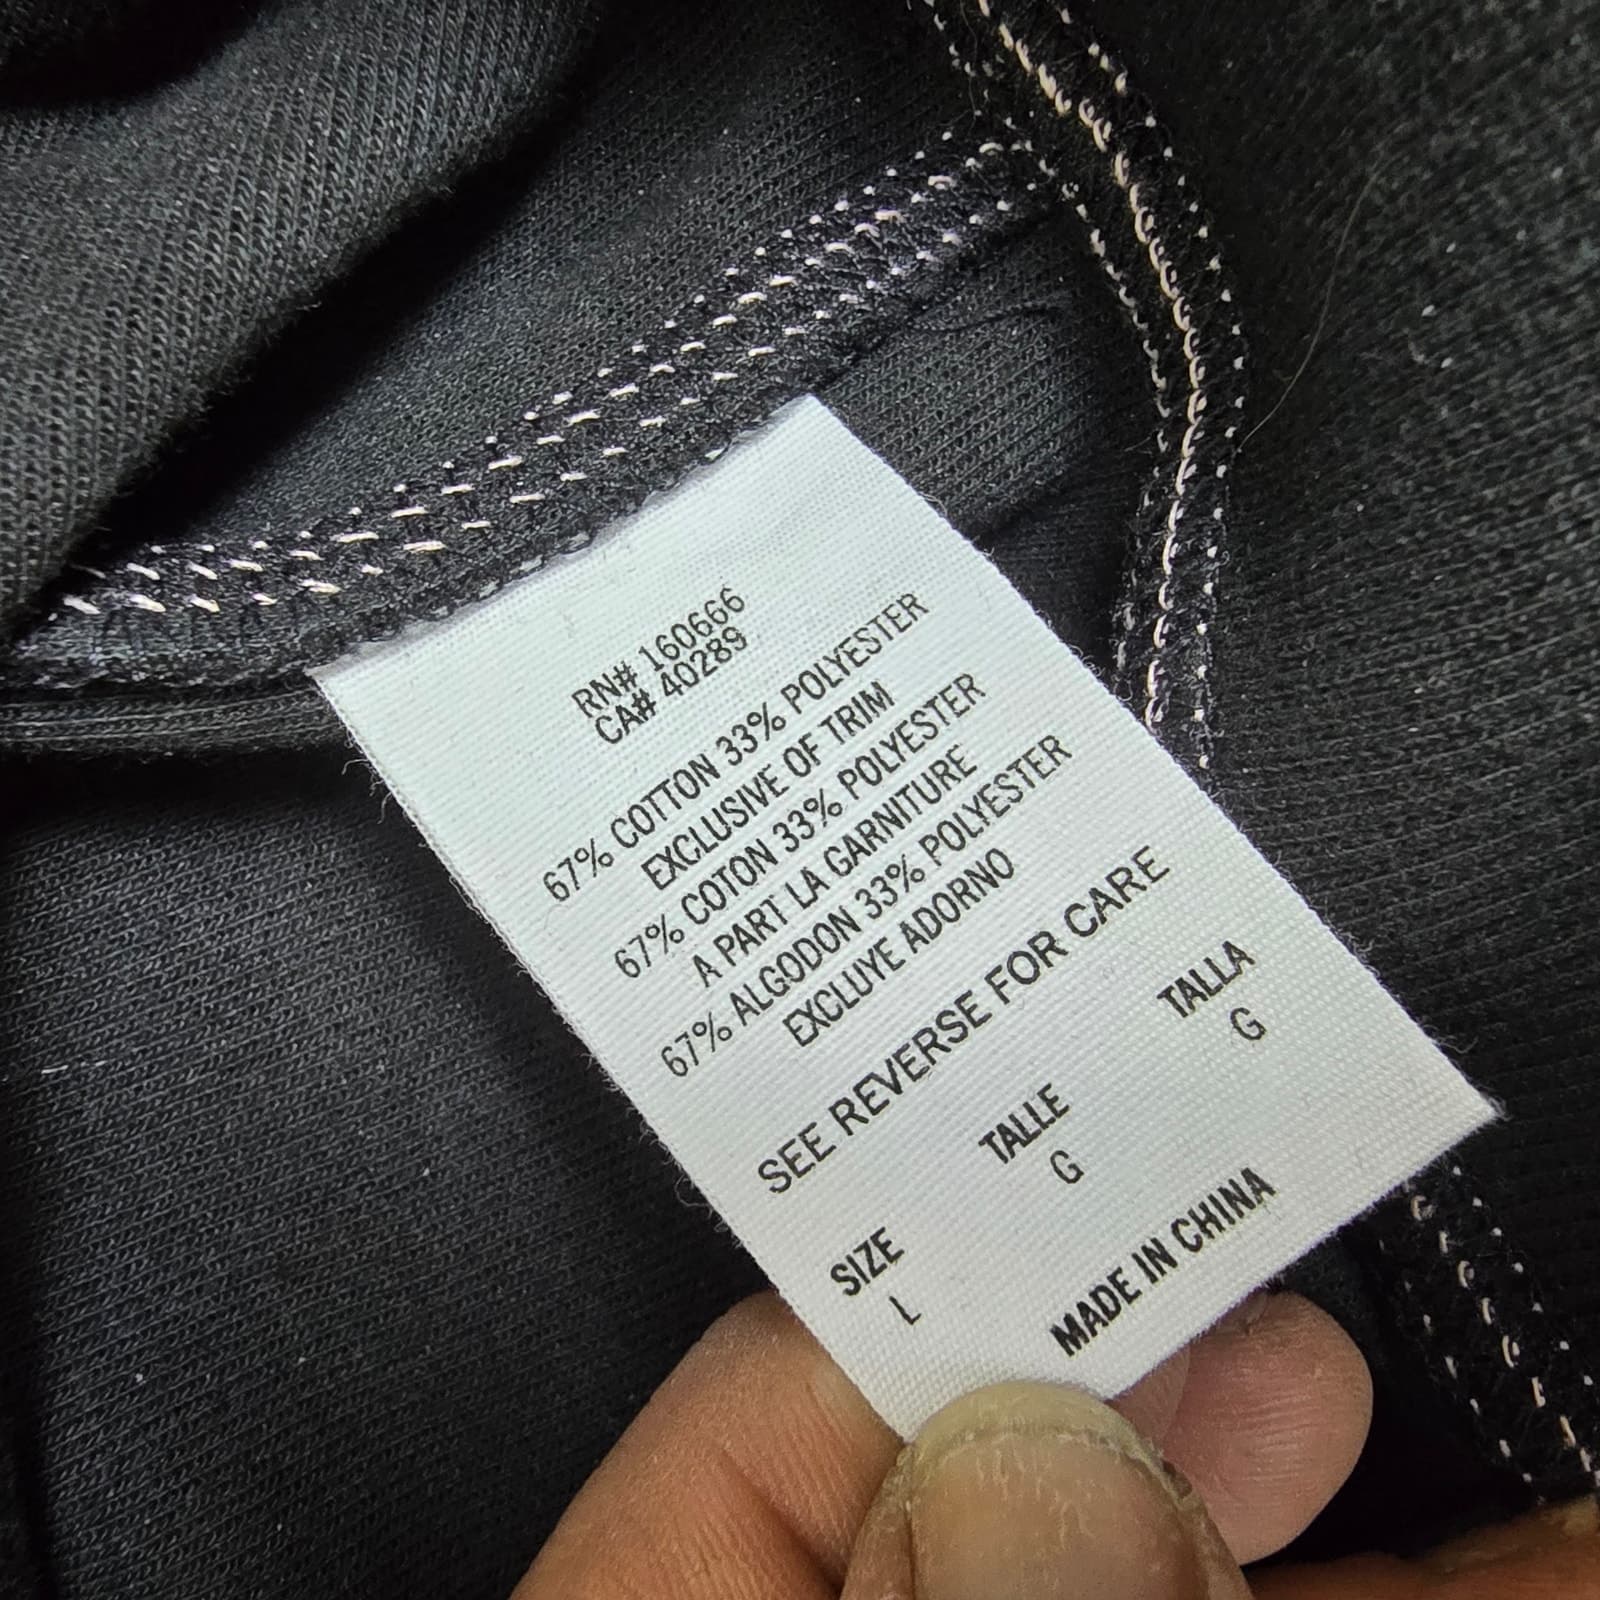 RN# 160666
CA# 40289
67% COTTON 33% POLYESTER
EXCLUSIVE OF TRIM
67% COTON 33% POLYESTER
A PART LA GARNITURE
67% ALGODON 33% POLYESTER
EXCLUYE ADORNO
SEE REVERSE FOR CARE
SIZE TALLE TALLA
L G G
MADE IN CHINA